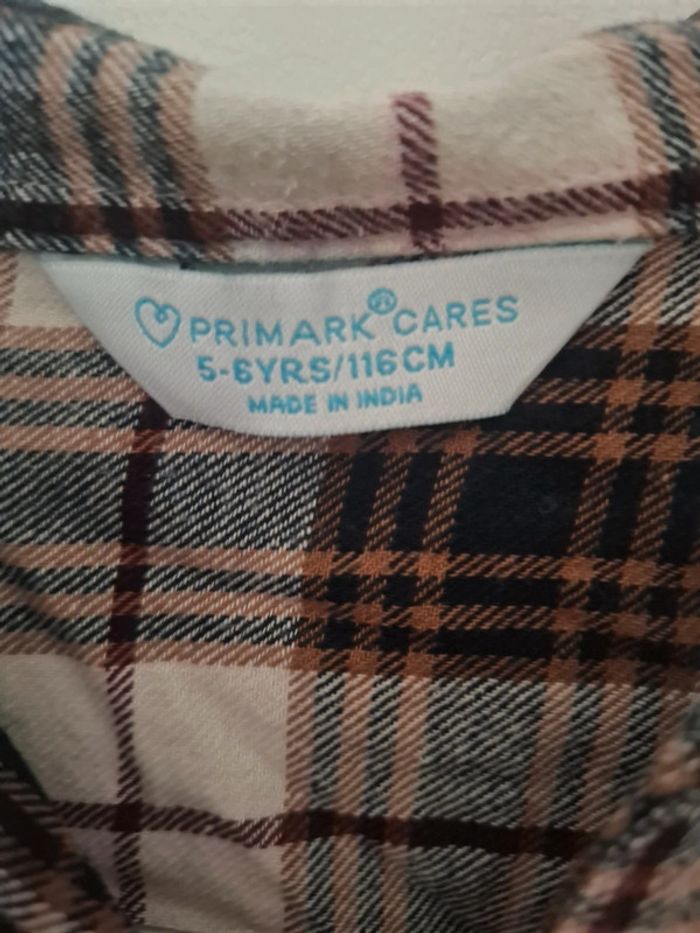 PRIMARK® CARES
5-6YRS/116CM
MADE IN INDIA